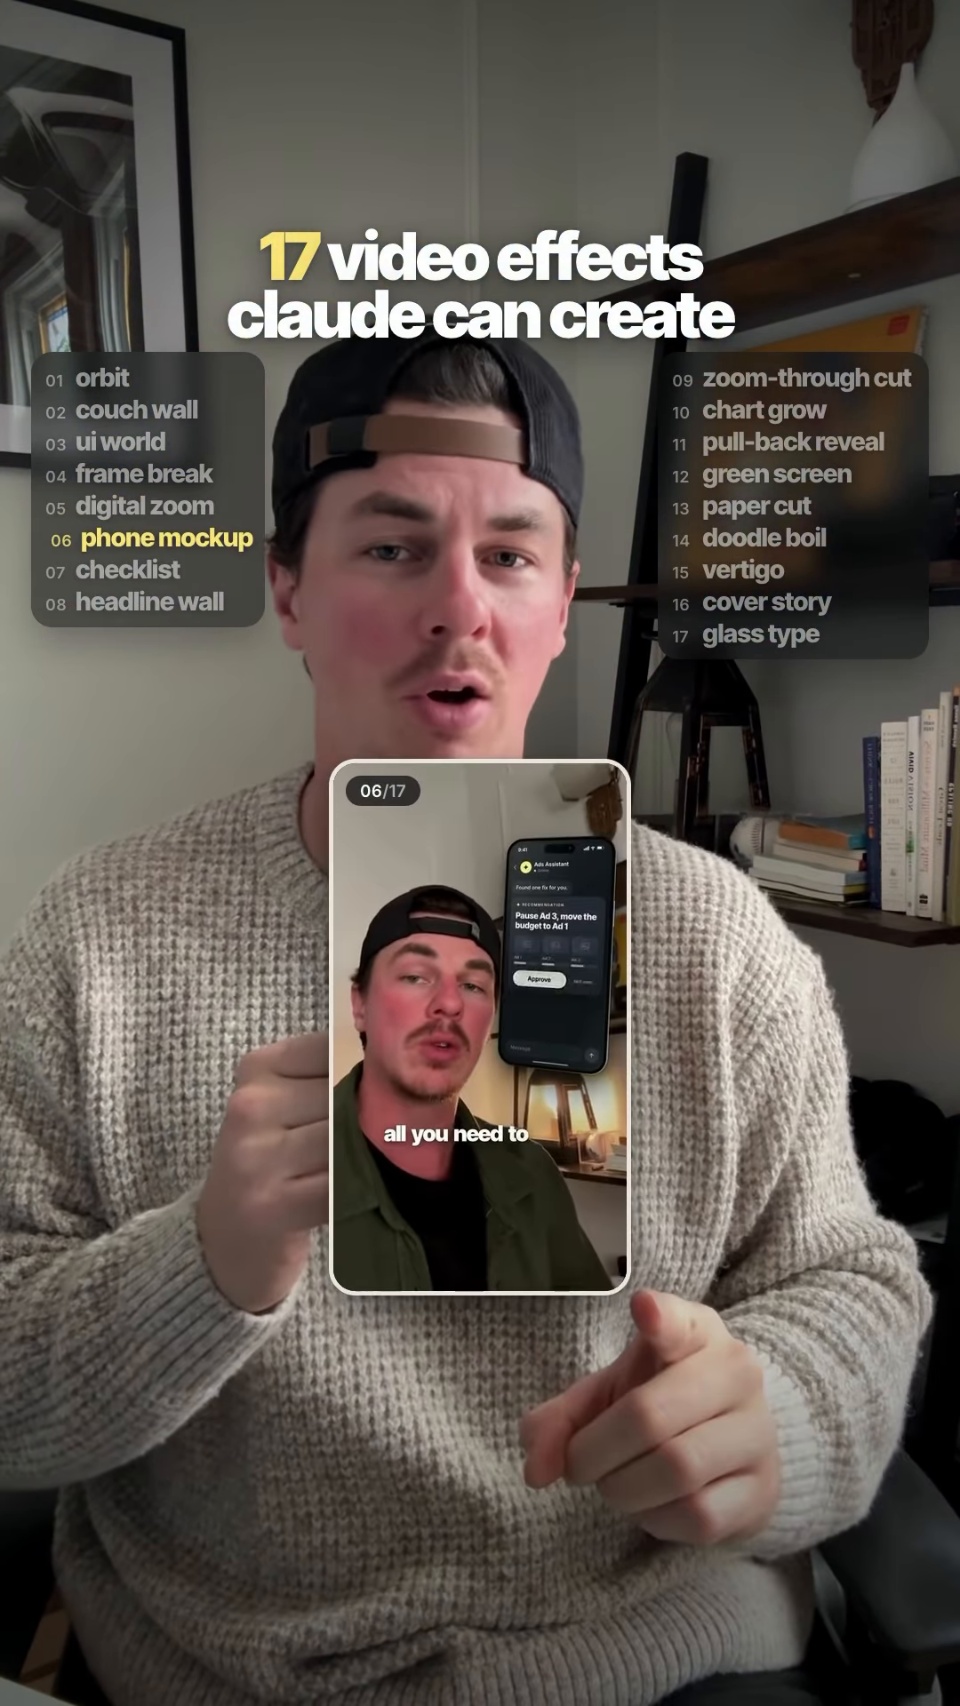 17 video effects
claude can create
01 orbit
02 couch wall
03 ui world
04 frame break
05 digital zoom
06 phone mockup
07 checklist
08 headline wall
09 zoom-through cut
10 chart grow
11 pull-back reveal
12 green screen
13 paper cut
14 doodle boil
15 vertigo
16 cover story
17 glass type
06/17
9:41
Ads Assistant
Found one fix for you.
RECOMMENDATION
Pause Ad 3, move the
budget to Ad 1
Approve
Message
all you need to